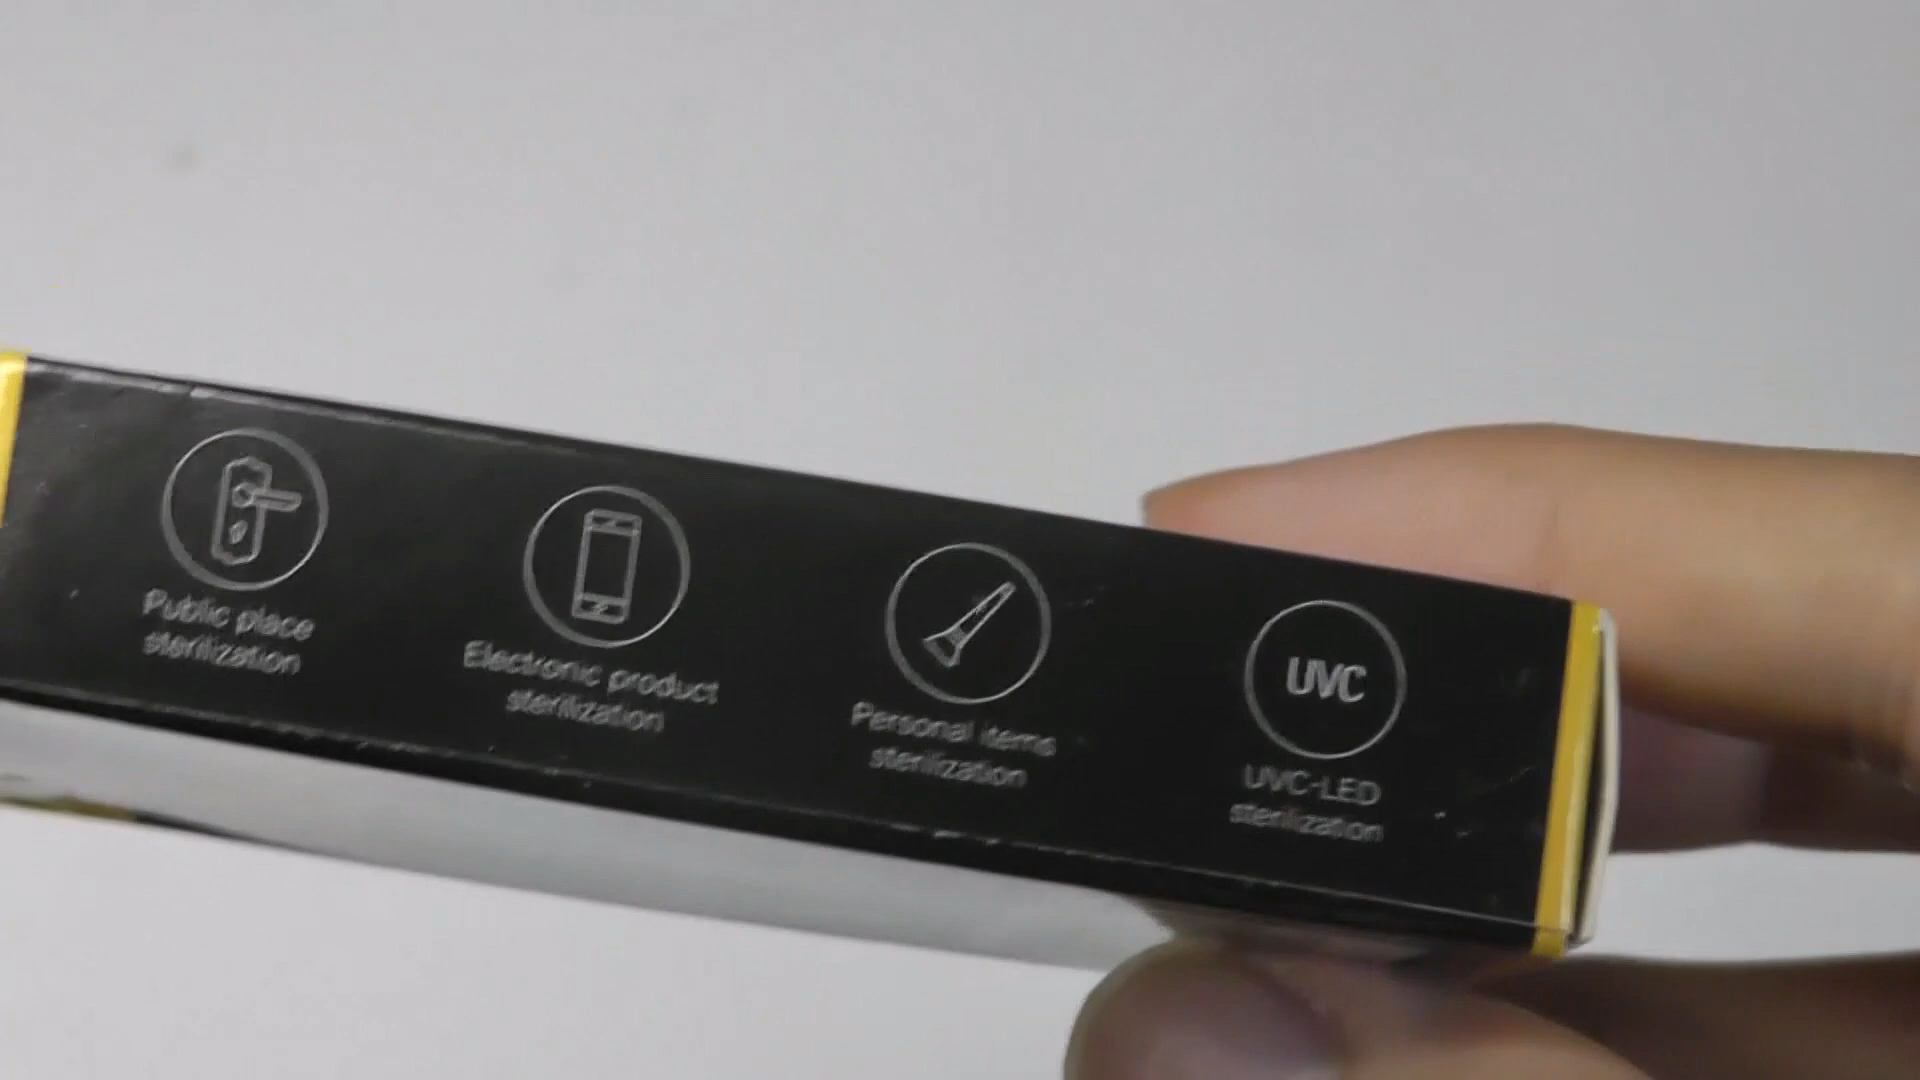 Public place
sterilization
Electronic product
sterilization
Personal items
sterilization
UVC
UVC-LED
sterilization